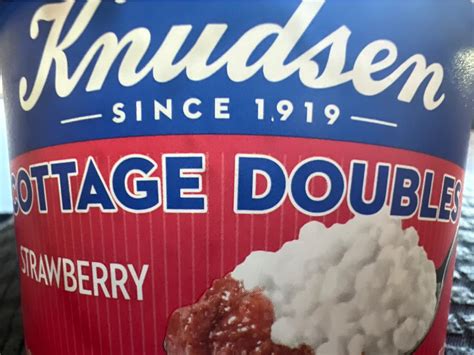 Knudsen
SINCE 1919
COTTAGE DOUBLES
STRAWBERRY